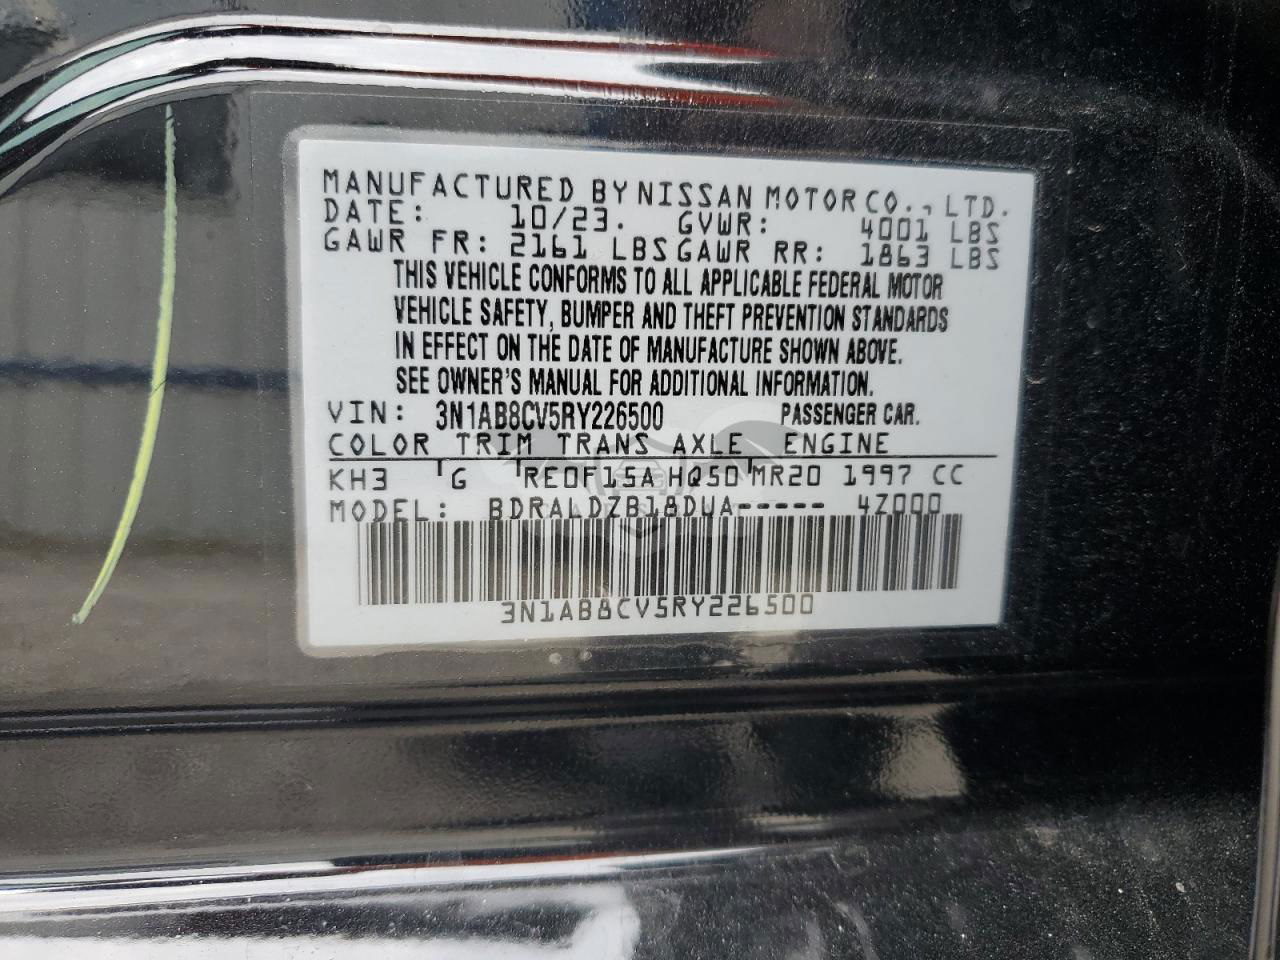 MANUFACTURED BY NISSAN MOTOR CO., LTD.
DATE: 10/23. GVWR: 4001 LBS
GAWR FR: 2161 LBS GAWR RR: 1863 LBS
THIS VEHICLE CONFORMS TO ALL APPLICABLE FEDERAL MOTOR
VEHICLE SAFETY, BUMPER AND THEFT PREVENTION STANDARDS
IN EFFECT ON THE DATE OF MANUFACTURE SHOWN ABOVE.
SEE OWNER'S MANUAL FOR ADDITIONAL INFORMATION.
VIN: 3N1AB8CV5RY226500 PASSENGER CAR.
COLOR TRIM TRANS AXLE ENGINE
KH3 G RE0F15A HQ50 MR20 1997 CC
MODEL: BDRALDZB18DUA----- 4Z000
3N1AB8CV5RY226500